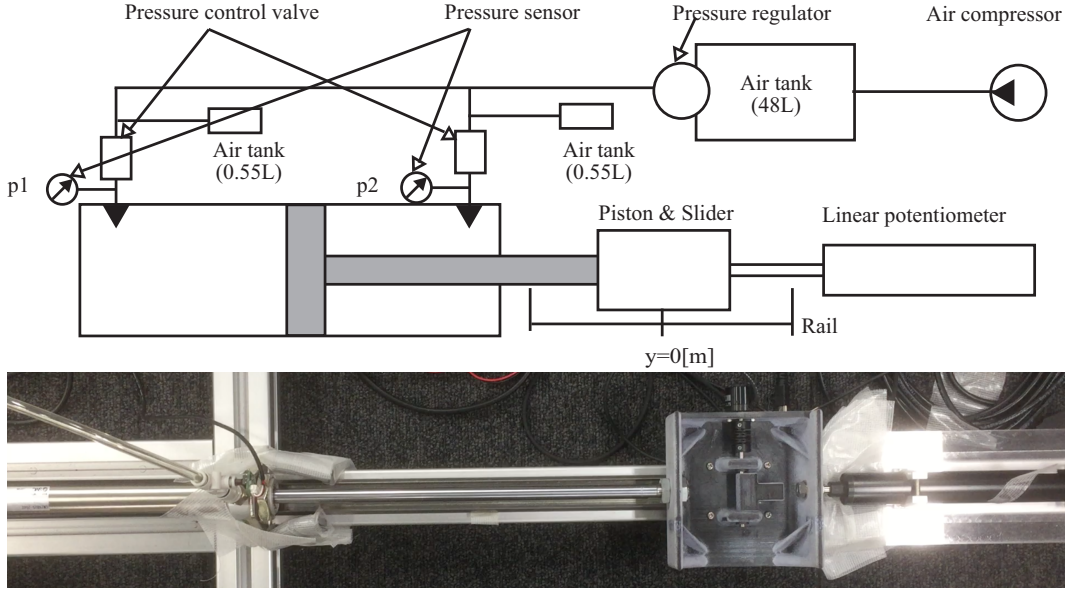 Pressure control valve
Pressure sensor
Pressure regulator
Air compressor
Air tank
(48L)
Air tank
(0.55L)
Air tank
(0.55L)
p1
p2
Piston & Slider
Linear potentiometer
Rail
y=0[m]